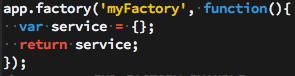 app.factory('myFactory', function(){
  var service = {};
  return service;
});